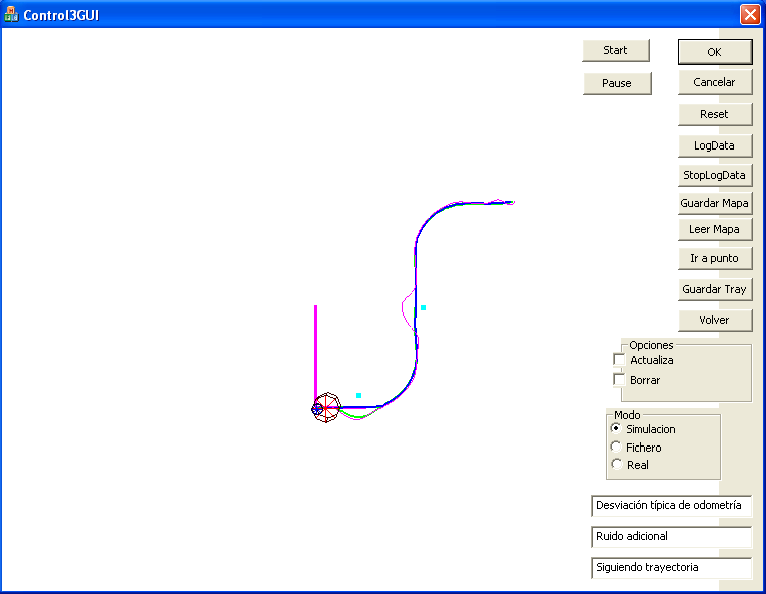 Control3GUI
Start
OK
Pause
Cancelar
Reset
LogData
StopLogData
Guardar Mapa
Leer Mapa
Ir a punto
Guardar Tray
Volver
Opciones
Actualiza
Borrar
Modo
Simulacion
Fichero
Real
Desviación típica de odometría
Ruido adicional
Siguiendo trayectoria